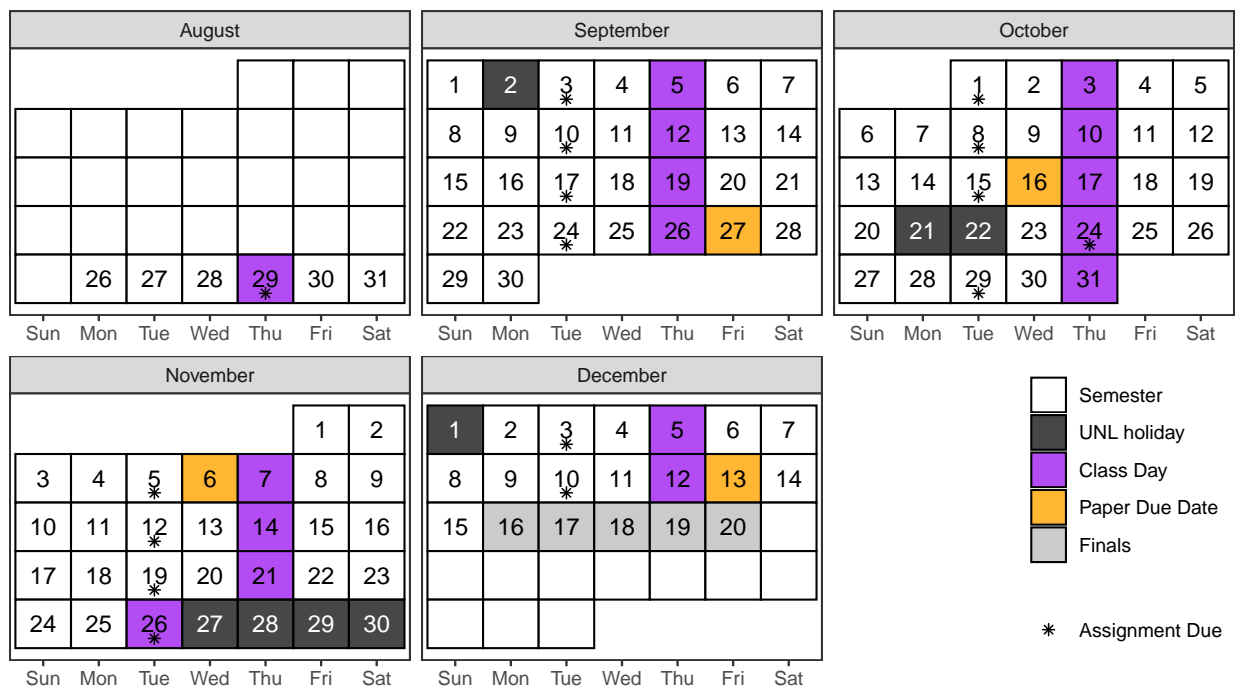 August
26 27 28 29 30 31
Sun Mon Tue Wed Thu Fri Sat
September
1 2 3 4 5 6 7
8 9 10 11 12 13 14
15 16 17 18 19 20 21
22 23 24 25 26 27 28
29 30
Sun Mon Tue Wed Thu Fri Sat
October
1 2 3 4 5
6 7 8 9 10 11 12
13 14 15 16 17 18 19
20 21 22 23 24 25 26
27 28 29 30 31
Sun Mon Tue Wed Thu Fri Sat
November
1 2
3 4 5 6 7 8 9
10 11 12 13 14 15 16
17 18 19 20 21 22 23
24 25 26 27 28 29 30
Sun Mon Tue Wed Thu Fri Sat
December
1 2 3 4 5 6 7
8 9 10 11 12 13 14
15 16 17 18 19 20
Sun Mon Tue Wed Thu Fri Sat
Semester
UNL holiday
Class Day
Paper Due Date
Finals
* Assignment Due